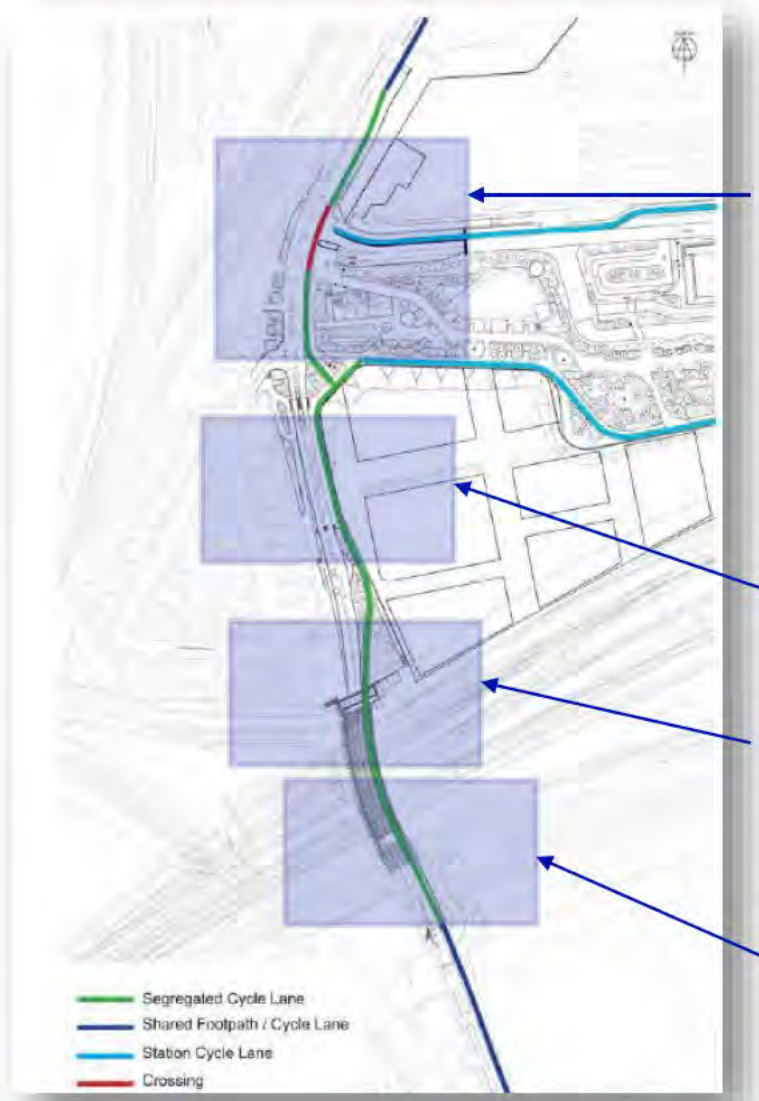 Segregated Cycle Lane
Shared Footpath / Cycle Lane
Station Cycle Lane
Crossing